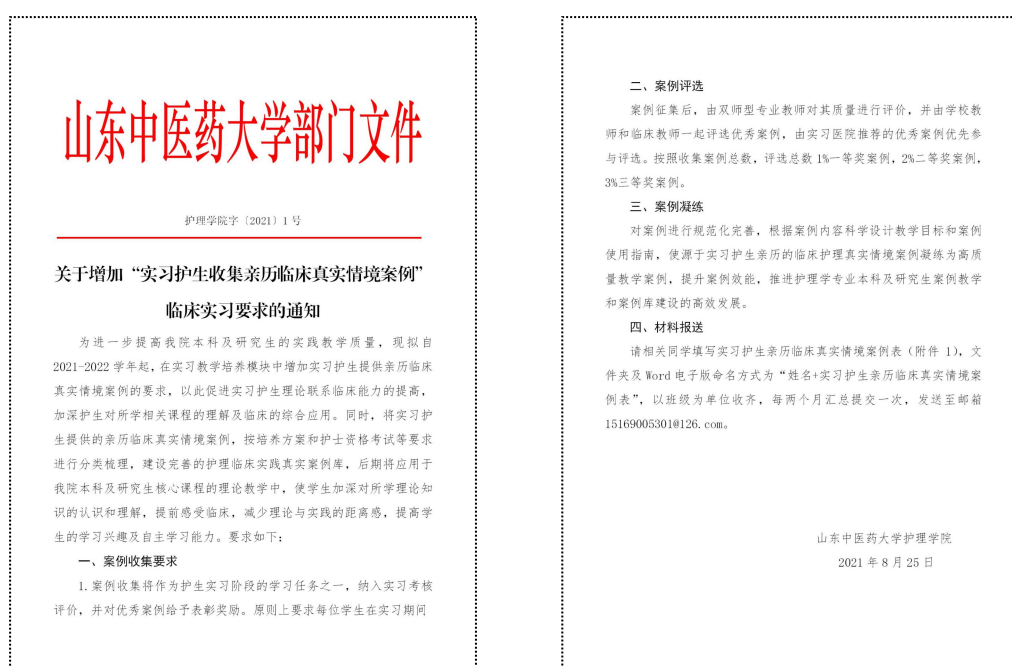 山东中医药大学部门文件
护理学院字〔2021〕1号
关于增加“实习护生收集亲历临床真实情境案例”
临床实习要求的通知
为进一步提高我院本科及研究生的实践教学质量，现拟自
2021-2022学年起，在实习教学培养模块中增加实习护生提供亲历临床
真实情境案例的要求，以此促进实习护生理论联系临床能力的提高，
加深护生对所学相关课程的理解及临床的综合应用。同时，将实习护
生提供的亲历临床真实情境案例，按培养方案和护士资格考试等要求
进行分类梳理，建设完善的护理临床实践真实案例库，后期将应用于
我院本科及研究生核心课程的理论教学中，使学生加深对所学理论知
识的认识和理解，提前感受临床，减少理论与实践的距离感，提高学
生的学习兴趣及自主学习能力。要求如下：
一、案例收集要求
1.案例收集将作为护生实习阶段的学习任务之一，纳入实习考核
评价，并对优秀案例给予表彰奖励。原则上要求每位学生在实习期间
二、案例评选
案例征集后，由双师型专业教师对其质量进行评价，并由学校教
师和临床教师一起评选优秀案例，由实习医院推荐的优秀案例优先参
与评选。按照收集案例总数，评选总数1%一等奖案例，2%二等奖案例，
3%三等奖案例。
三、案例凝练
对案例进行规范化完善，根据案例内容科学设计教学目标和案例
使用指南，使源于实习护生亲历的临床护理真实情境案例凝练为高质
量教学案例，提升案例效能，推进护理学专业本科及研究生案例教学
和案例库建设的高效发展。
四、材料报送
请相关同学填写实习护生亲历临床真实情境案例表（附件1），文
件夹及Word电子版命名方式为“姓名+实习护生亲历临床真实情境案
例表”，以班级为单位收齐，每两个月汇总提交一次，发送至邮箱
15169005301@126.com。
山东中医药大学护理学院
2021年8月25日